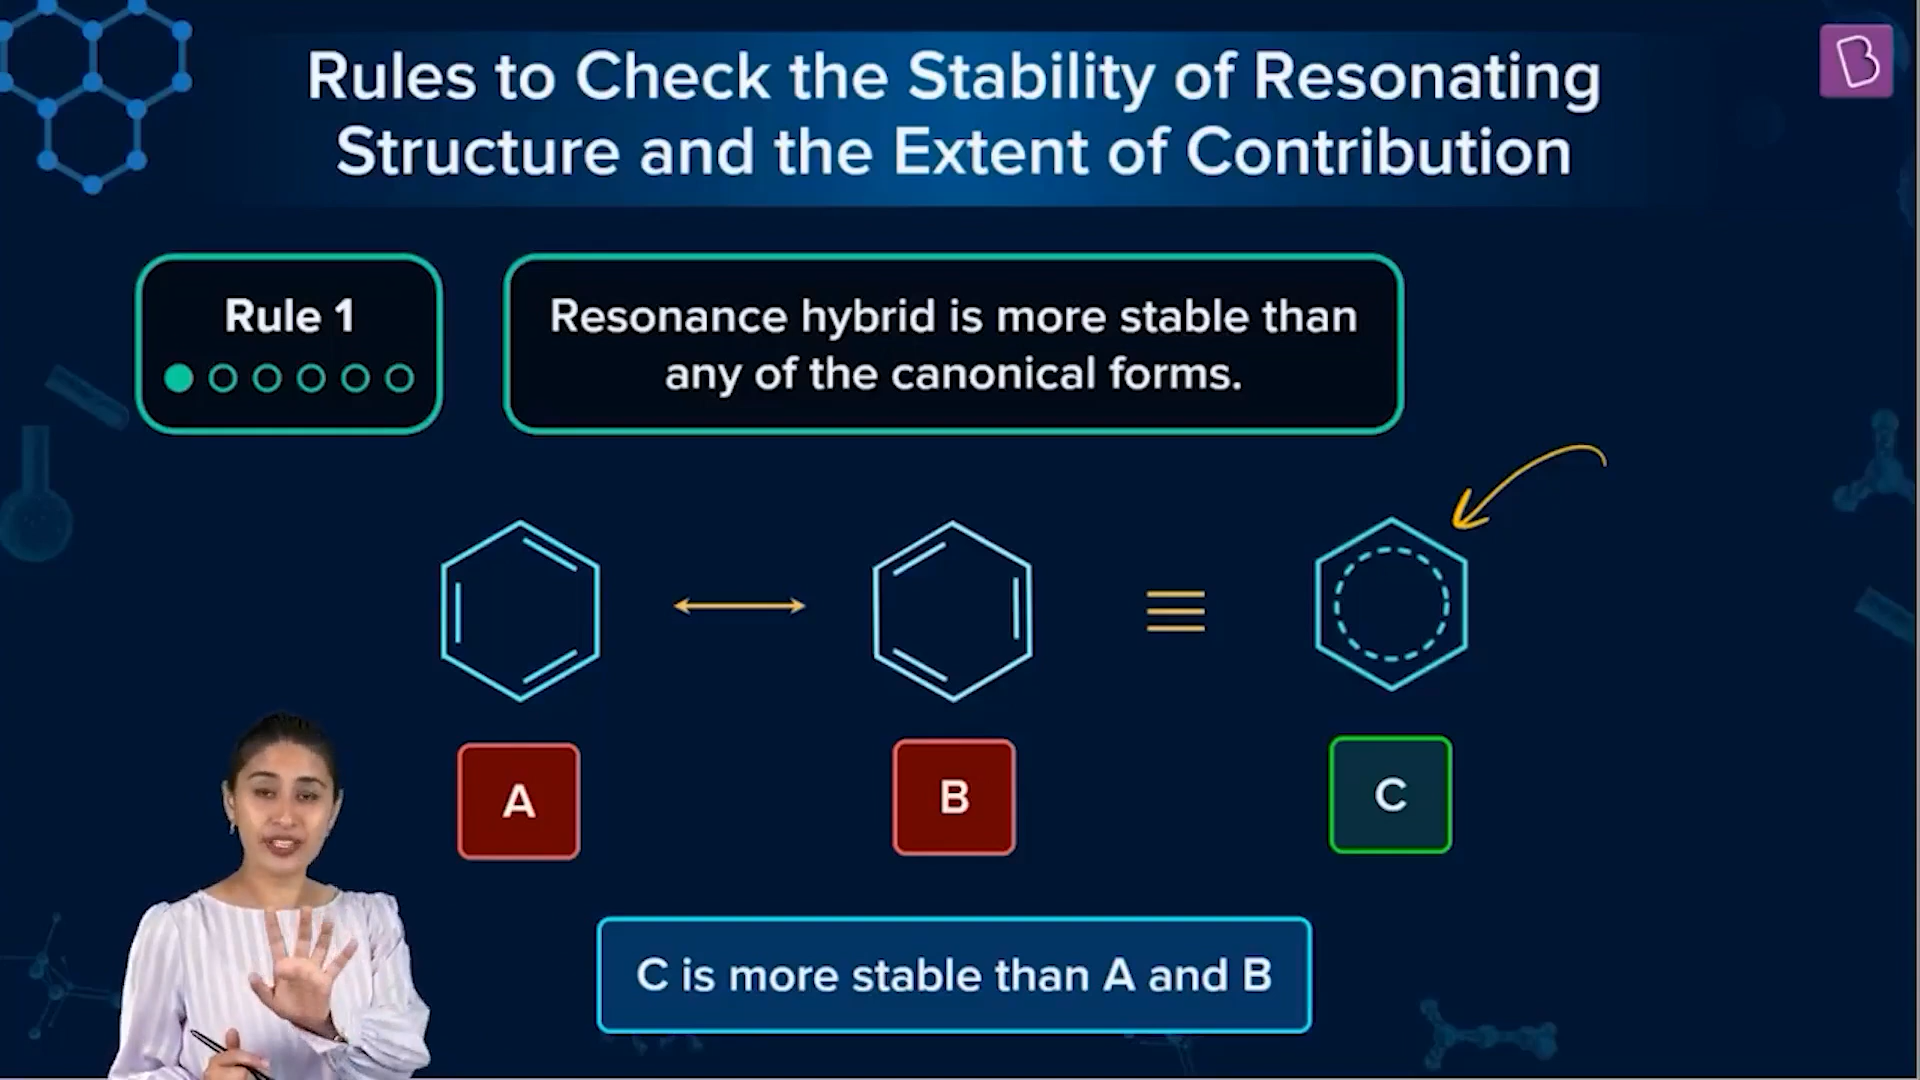 Rules to Check the Stability of Resonating
Structure and the Extent of Contribution
B
Rule 1
Resonance hybrid is more stable than
any of the canonical forms.
A
B
C
C is more stable than A and B